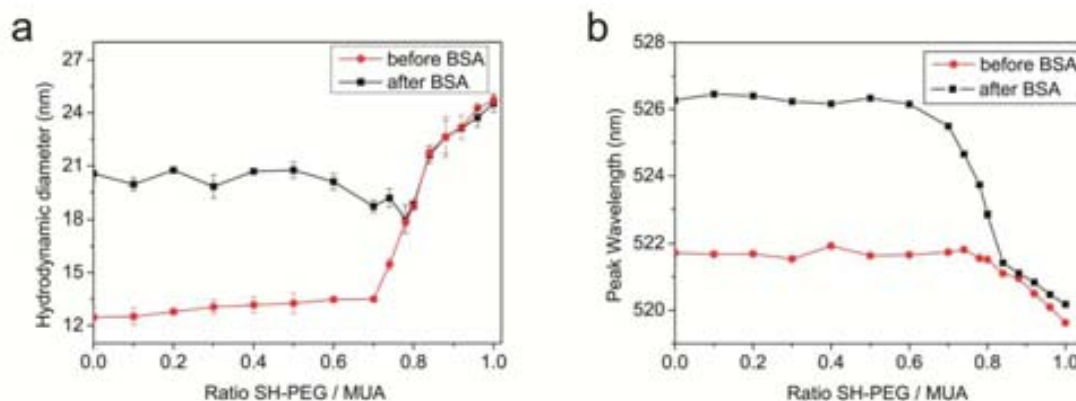 a
27
24
21
18
15
12
Hydrodynamic diameter (nm)
before BSA
after BSA
0.0 0.2 0.4 0.6 0.8 1.0
Ratio SH-PEG / MUA
b
528
526
524
522
520
Peak Wavelength (nm)
before BSA
after BSA
0.0 0.2 0.4 0.6 0.8 1.0
Ratio SH-PEG / MUA